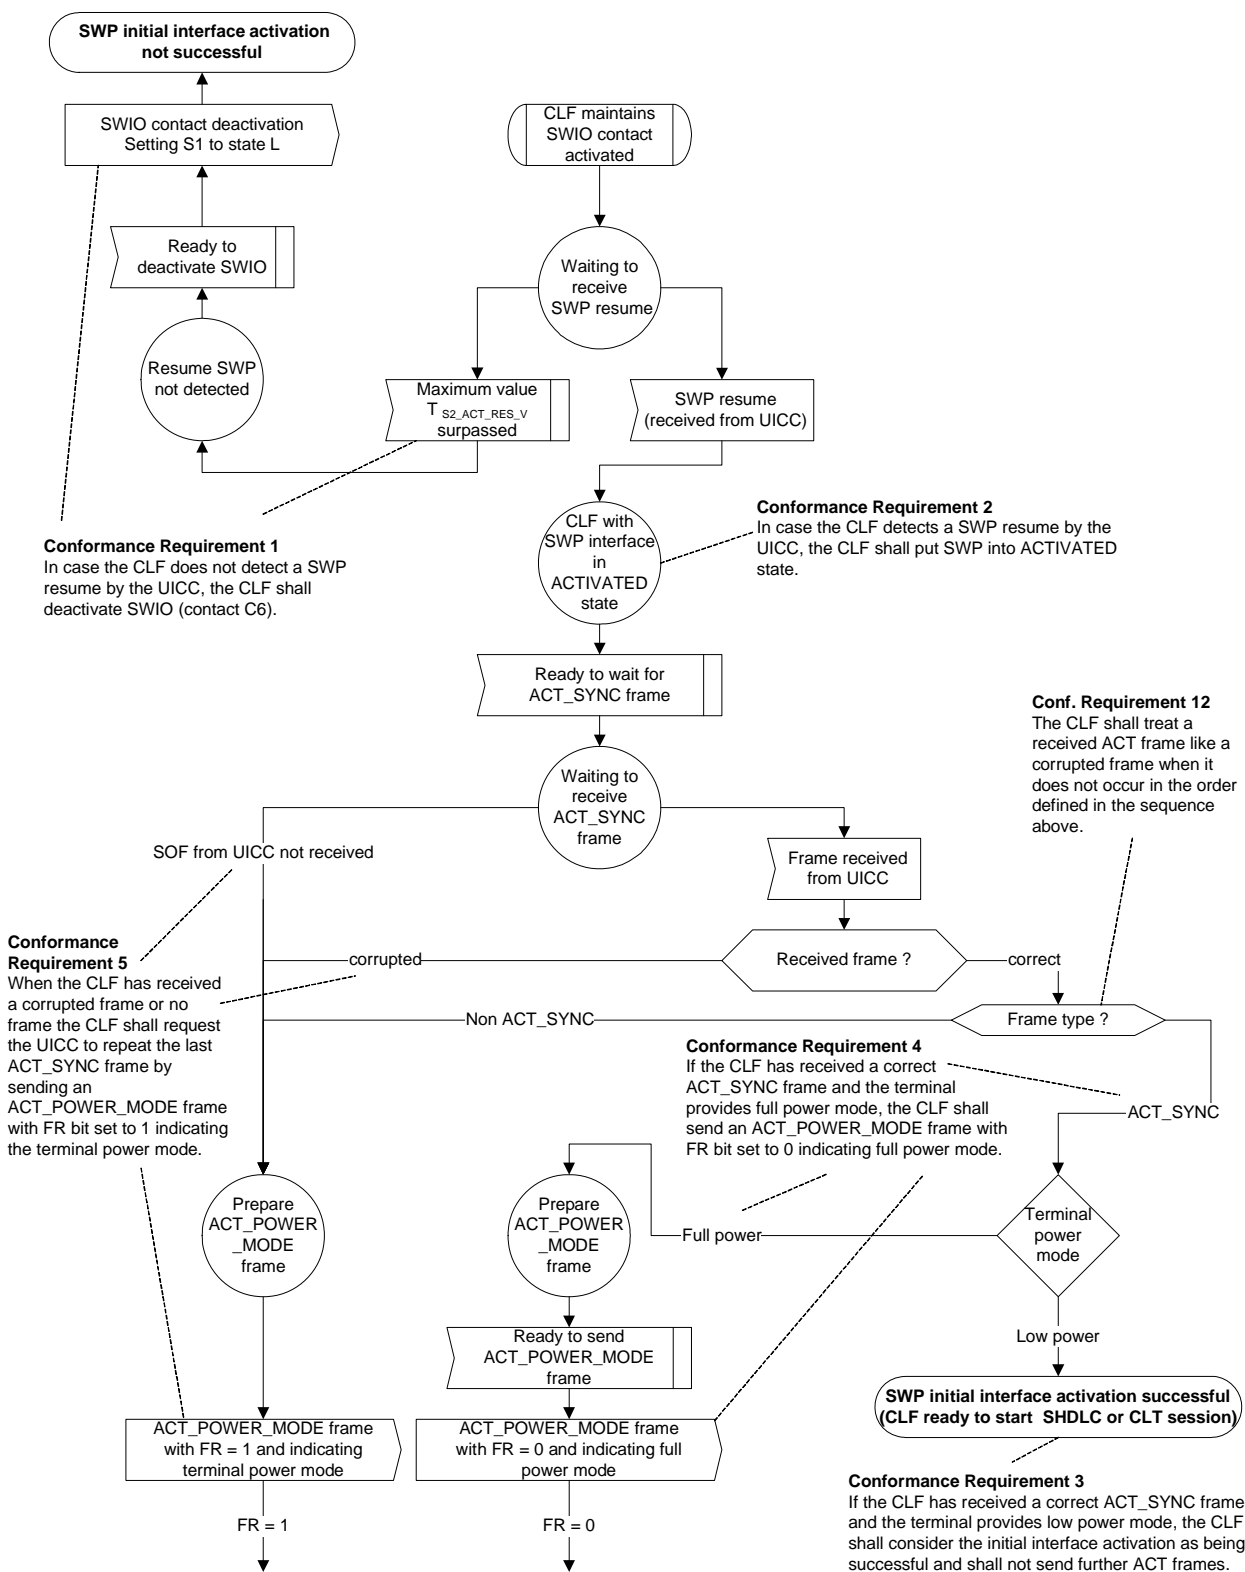 SWP initial interface activation
not successful
SWIO contact deactivation
Setting S1 to state L
CLF maintains
SWIO contact
activated
Ready to
deactivate SWIO
Waiting to
receive
SWP resume
Resume SWP
not detected
Maximum value
T S2_ACT_RES_V
surpassed
SWP resume
(received from UICC)
Conformance Requirement 1
In case the CLF does not detect a SWP
resume by the UICC, the CLF shall
deactivate SWIO (contact C6).
CLF with
SWP interface
in
ACTIVATED
state
Conformance Requirement 2
In case the CLF detects a SWP resume by the
UICC, the CLF shall put SWP into ACTIVATED
state.
Ready to wait for
ACT_SYNC frame
Conf. Requirement 12
The CLF shall treat a
received ACT frame like a
corrupted frame when it
does not occur in the order
defined in the sequence
above.
Waiting to
receive
ACT_SYNC
frame
SOF from UICC not received
Frame received
from UICC
Conformance
Requirement 5
When the CLF has received
a corrupted frame or no
frame the CLF shall request
the UICC to repeat the last
ACT_SYNC frame by
sending an
ACT_POWER_MODE frame
with FR bit set to 1 indicating
the terminal power mode.
corrupted
Received frame ?
correct
Non ACT_SYNC
Frame type ?
Conformance Requirement 4
If the CLF has received a correct
ACT_SYNC frame and the terminal
provides full power mode, the CLF shall
send an ACT_POWER_MODE frame with
FR bit set to 0 indicating full power mode.
ACT_SYNC
Prepare
ACT_POWER
_MODE
frame
Prepare
ACT_POWER
_MODE
frame
Full power
Terminal
power
mode
Ready to send
ACT_POWER_MODE
frame
Low power
SWP initial interface activation successful
(CLF ready to start SHDLC or CLT session)
ACT_POWER_MODE frame
with FR = 1 and indicating
terminal power mode
ACT_POWER_MODE frame
with FR = 0 and indicating full
power mode
Conformance Requirement 3
If the CLF has received a correct ACT_SYNC frame
and the terminal provides low power mode, the CLF
shall consider the initial interface activation as being
successful and shall not send further ACT frames.
FR = 1
FR = 0